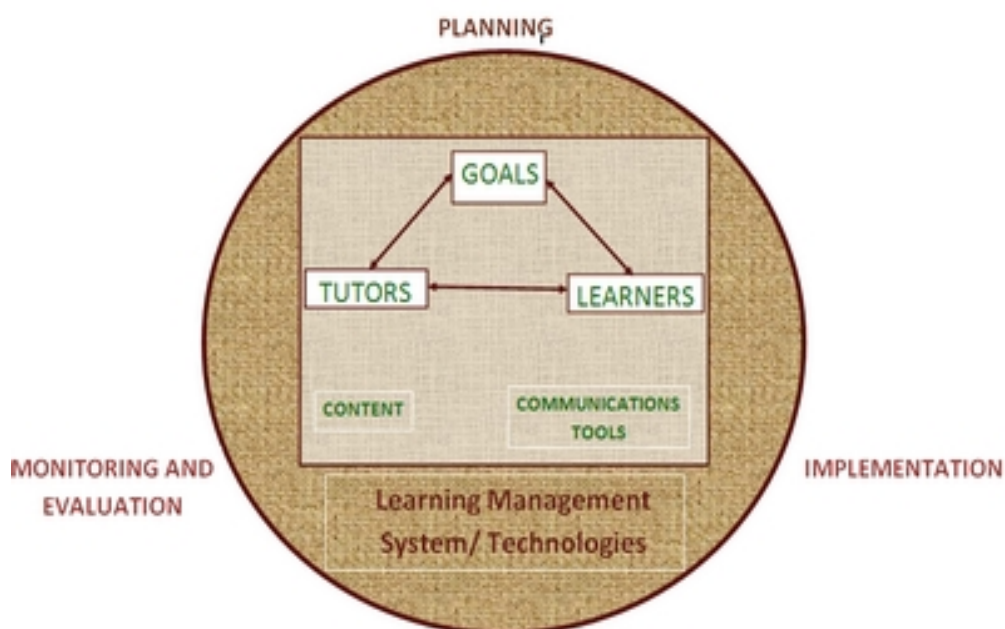 PLANNING
GOALS
TUTORS
LEARNERS
CONTENT
COMMUNICATIONS
TOOLS
MONITORING AND
EVALUATION
IMPLEMENTATION
Learning Management
System/ Technologies